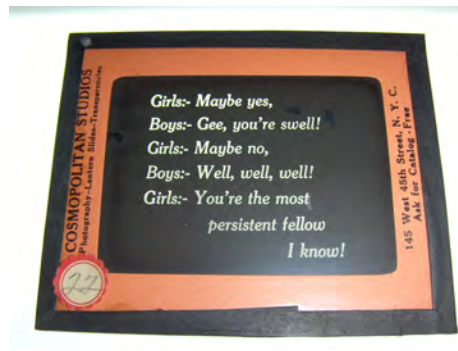 COSMOPOLITAN STUDIOS
Photography-Lantern Slides-Transparencies
Girls:- Maybe yes,
Boys:- Gee, you're swell!
Girls:- Maybe no,
Boys:- Well, well, well!
Girls:- You're the most
persistent fellow
I know!
145 West 45th Street, N. Y. C.
Ask for Catalog - Free
22